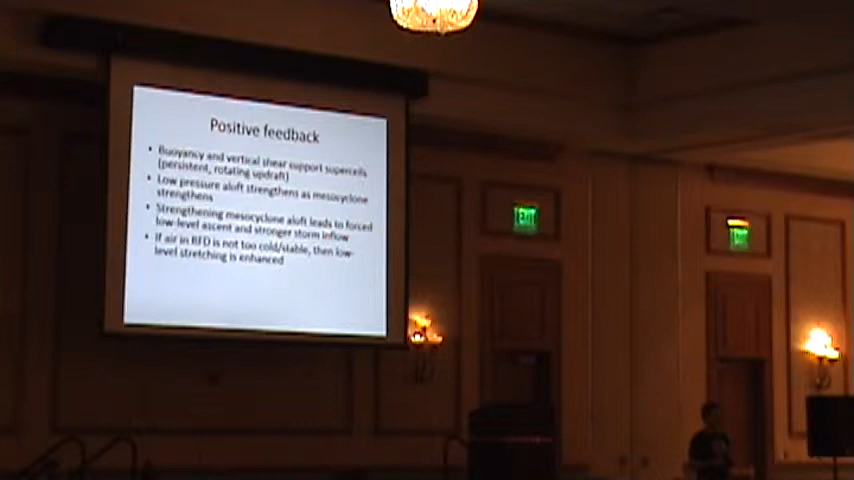 Positive feedback
• Buoyancy and vertical shear support supercells
(persistent, rotating updraft)
• Low pressure aloft strengthens as mesocyclone
strengthens
• Strengthening mesocyclone aloft leads to forced
low-level ascent and stronger storm inflow
• If air in RFD is not too cold/stable, then low-
level stretching is enhanced
EXIT
EXIT